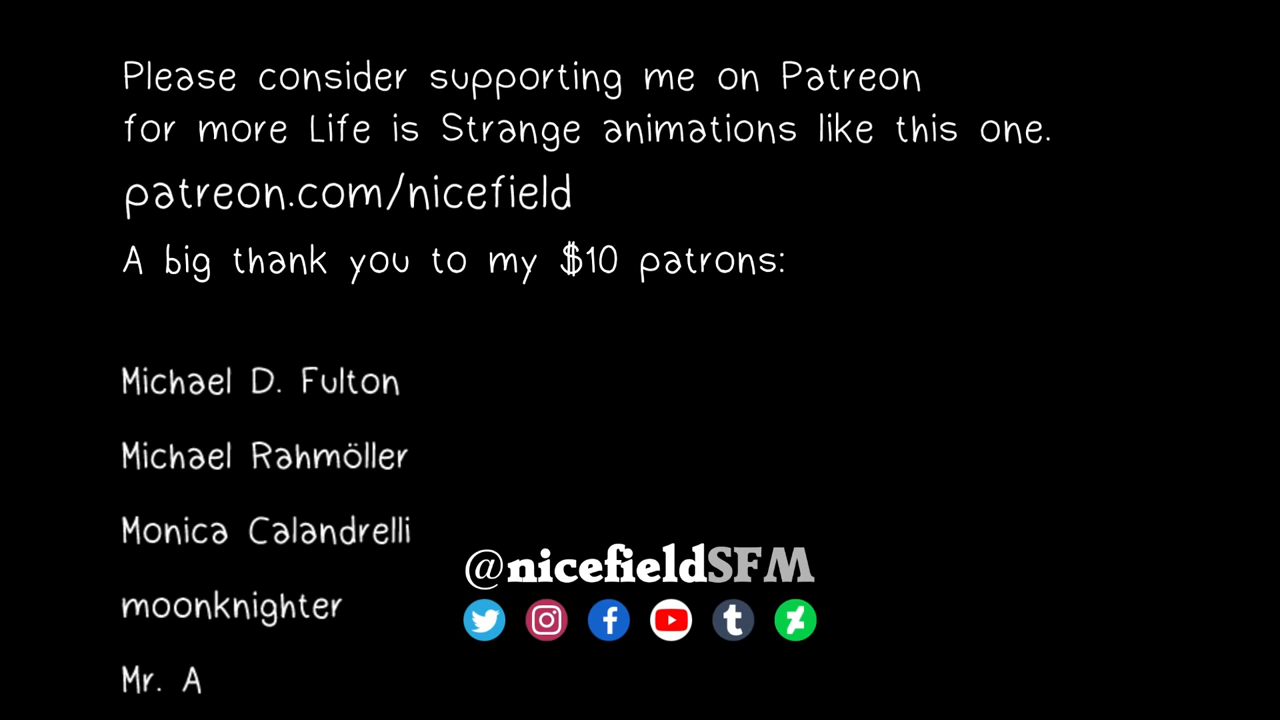 Please consider supporting me on Patreon
for more Life is Strange animations like this one.
patreon.com/nicefield
A big thank you to my $10 patrons:
Michael D. Fulton
Michael Rahmöller
Monica Calandrelli
moonknighter
Mr. A
@nicefieldSFM